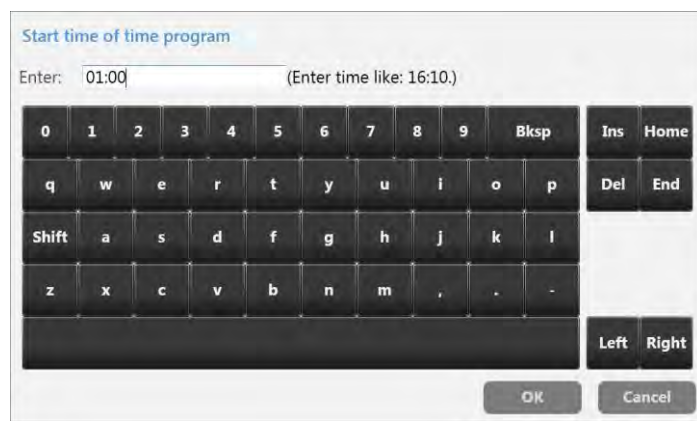 Start time of time program
Enter: 01:00 (Enter time like: 16:10.)
0 1 2 3 4 5 6 7 8 9 Bksp Ins Home
q w e r t y u i o p Del End
Shift a s d f g h j k l
z x c v b n m , . -
Left Right
OK Cancel